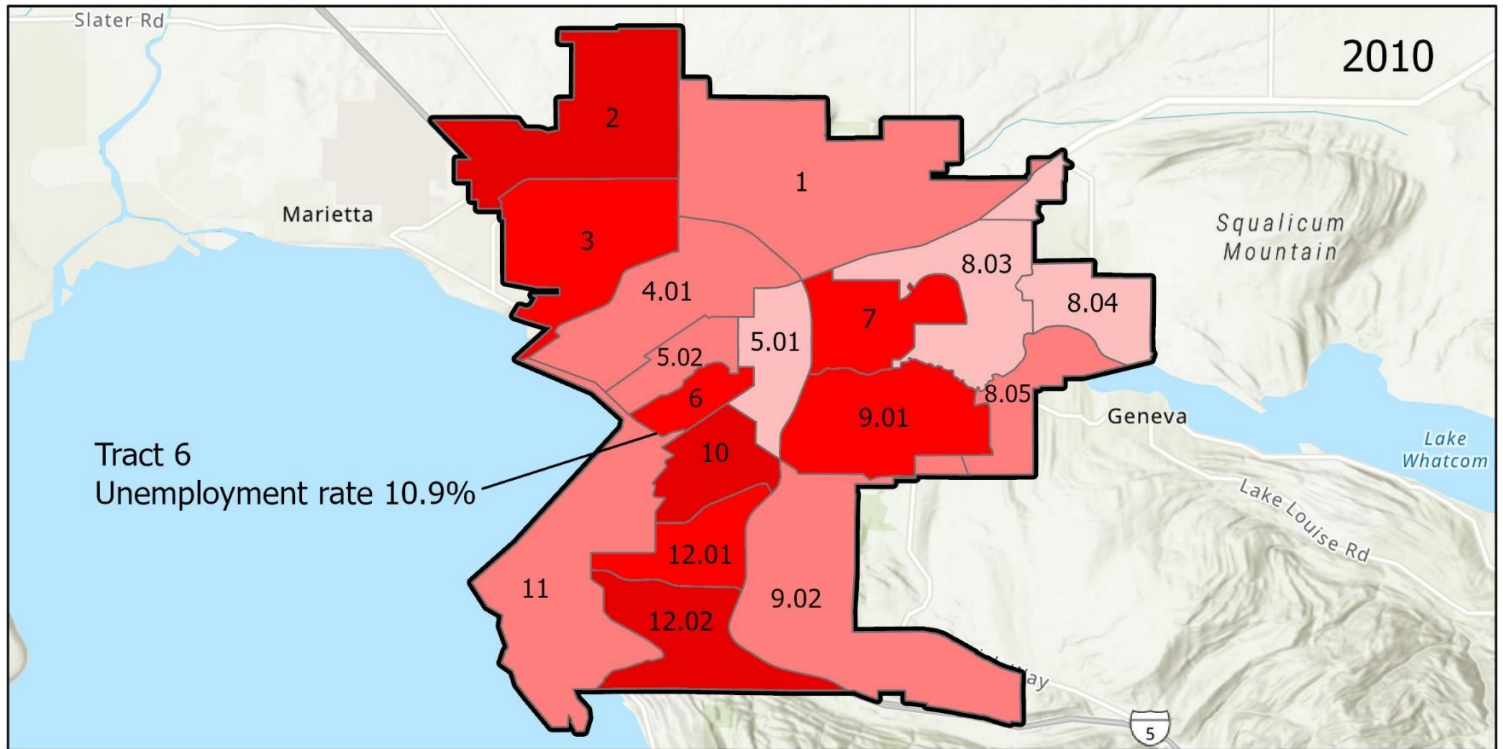 Slater Rd
2010
2
1
Marietta
Squalicum
Mountain
3
8.03
4.01
8.04
7
5.01
5.02
6
8.05
9.01
Geneva
Lake
Whatcom
Tract 6
Unemployment rate 10.9%
10
Lake Louise Rd
12.01
11
9.02
12.02
Way
5